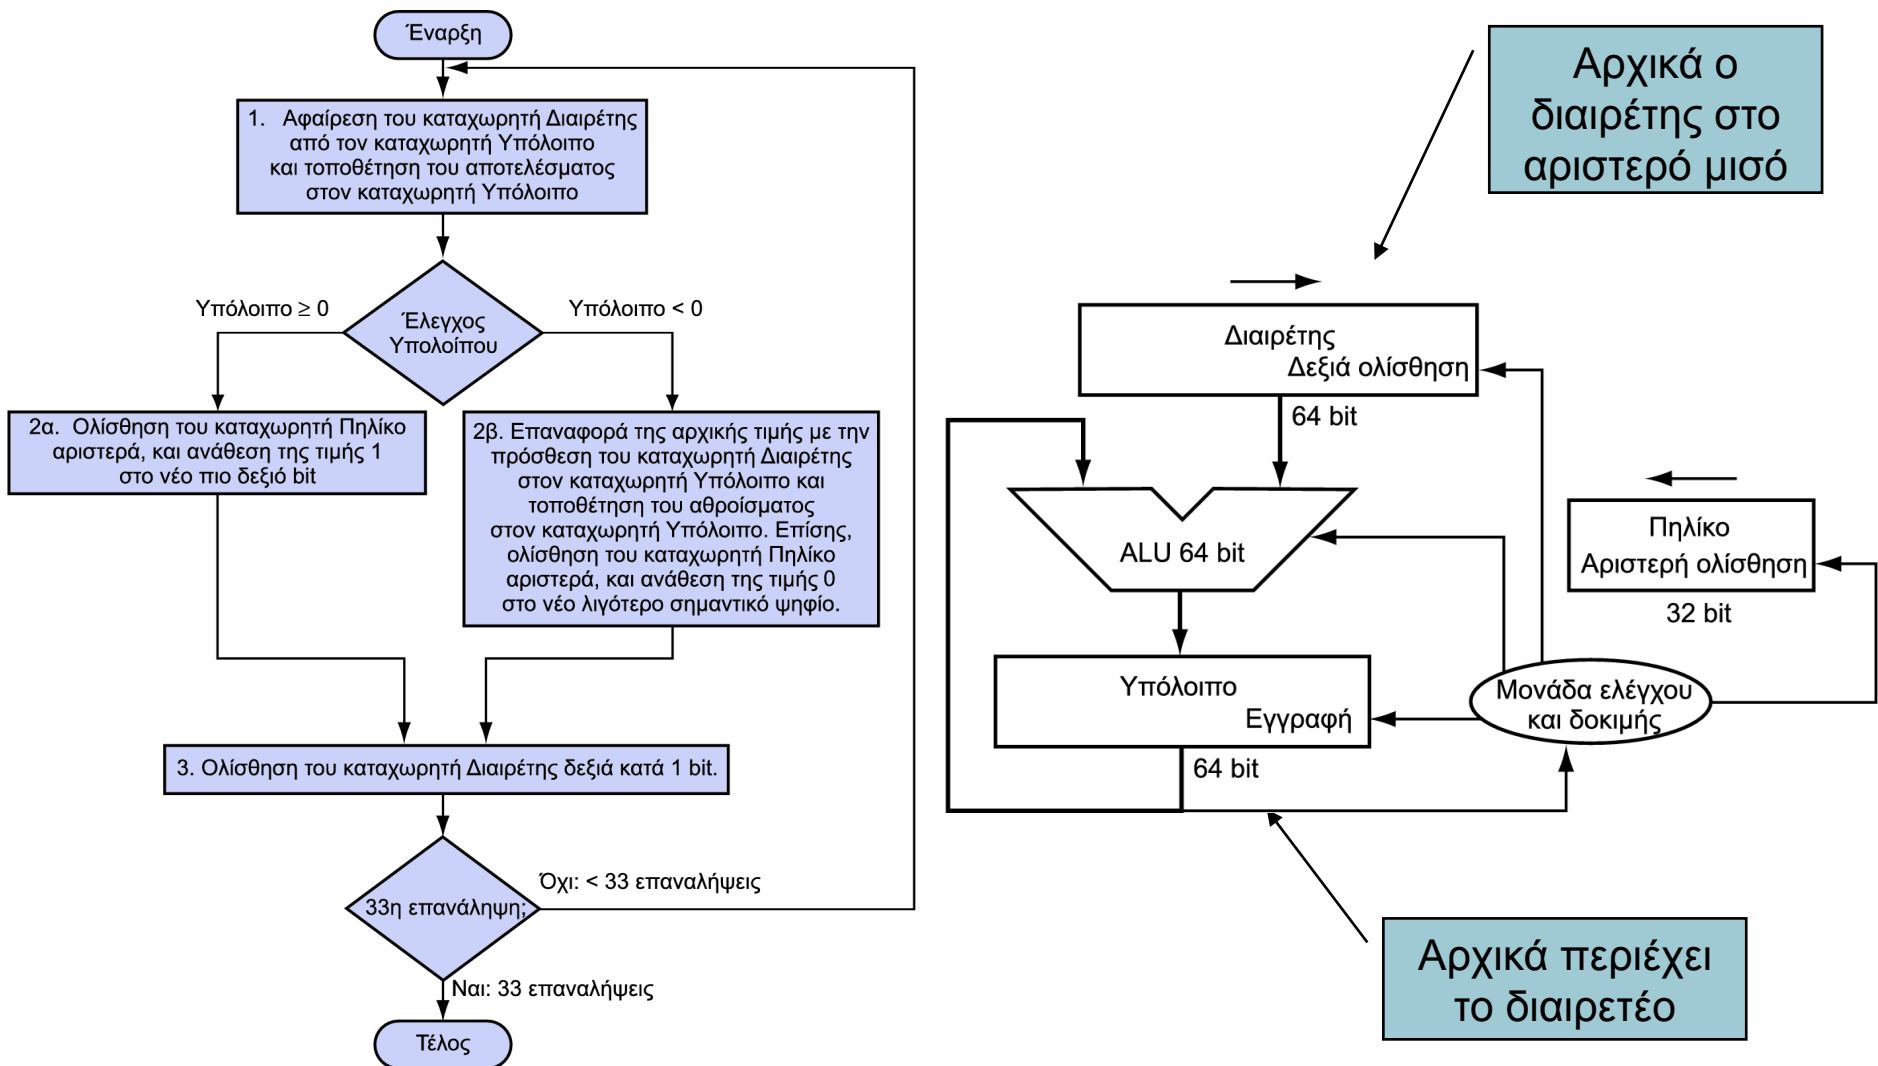 Έναρξη
1. Αφαίρεση του καταχωρητή Διαιρέτης
από τον καταχωρητή Υπόλοιπο
και τοποθέτηση του αποτελέσματος
στον καταχωρητή Υπόλοιπο
Υπόλοιπο ≥ 0
Υπόλοιπο < 0
Έλεγχος
Υπολοίπου
2α. Ολίσθηση του καταχωρητή Πηλίκο
αριστερά, και ανάθεση της τιμής 1
στο νέο πιο δεξιό bit
2β. Επαναφορά της αρχικής τιμής με την
πρόσθεση του καταχωρητή Διαιρέτης
στον καταχωρητή Υπόλοιπο και
τοποθέτηση του αθροίσματος
στον καταχωρητή Υπόλοιπο. Επίσης,
ολίσθηση του καταχωρητή Πηλίκο
αριστερά, και ανάθεση της τιμής 0
στο νέο λιγότερο σημαντικό ψηφίο.
3. Ολίσθηση του καταχωρητή Διαιρέτης δεξιά κατά 1 bit.
33η επανάληψη;
Όχι: < 33 επαναλήψεις
Ναι: 33 επαναλήψεις
Τέλος
Αρχικά ο
διαιρέτης στο
αριστερό μισό
Διαιρέτης
Δεξιά ολίσθηση
64 bit
ALU 64 bit
Πηλίκο
Αριστερή ολίσθηση
32 bit
Υπόλοιπο
Εγγραφή
64 bit
Μονάδα ελέγχου
και δοκιμής
Αρχικά περιέχει
το διαιρετέο